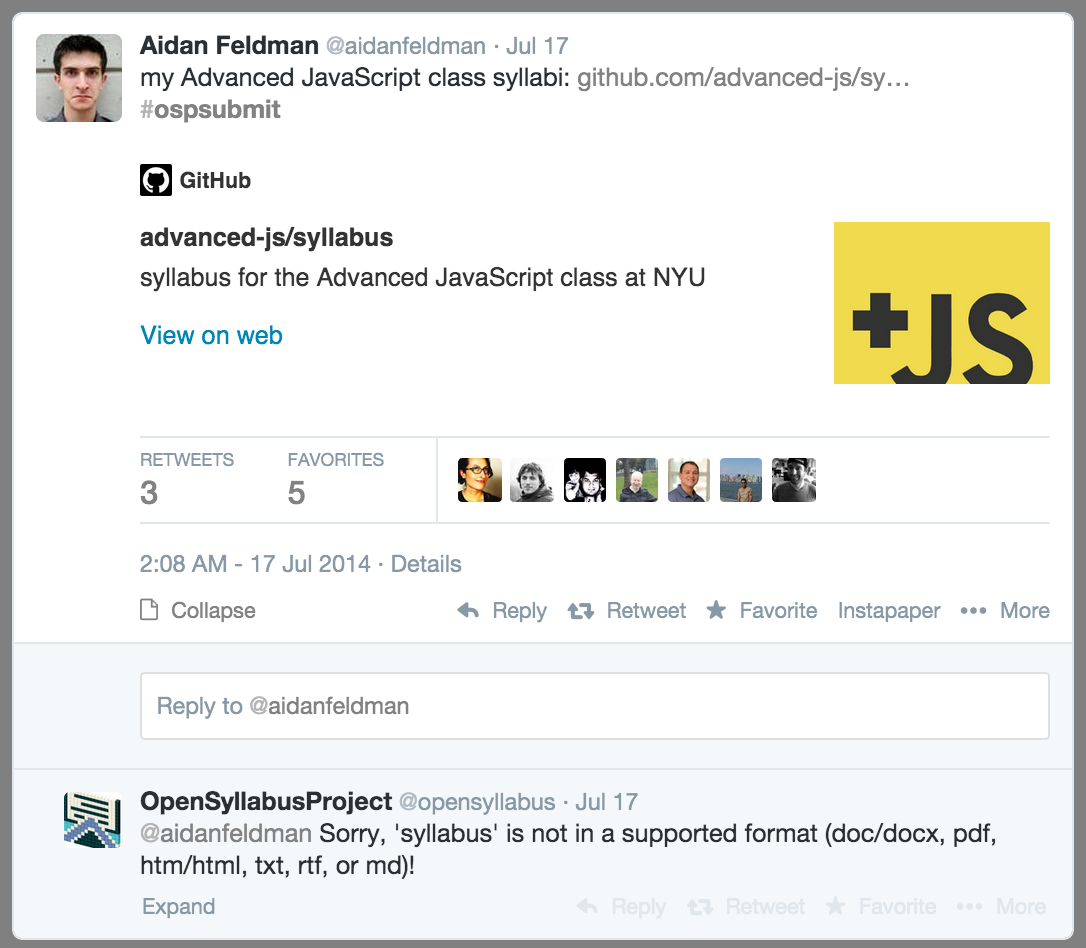 Aidan Feldman @aidanfeldman · Jul 17
my Advanced JavaScript class syllabi: github.com/advanced-js/sy…
#ospsubmit
GitHub
advanced-js/syllabus
syllabus for the Advanced JavaScript class at NYU
View on web
+JS
RETWEETS FAVORITES
3 5
2:08 AM - 17 Jul 2014 · Details
Collapse Reply Retweet Favorite Instapaper ••• More
Reply to @aidanfeldman
OpenSyllabusProject @opensyllabus · Jul 17
@aidanfeldman Sorry, 'syllabus' is not in a supported format (doc/docx, pdf,
htm/html, txt, rtf, or md)!
Expand Reply Retweet Favorite ••• More